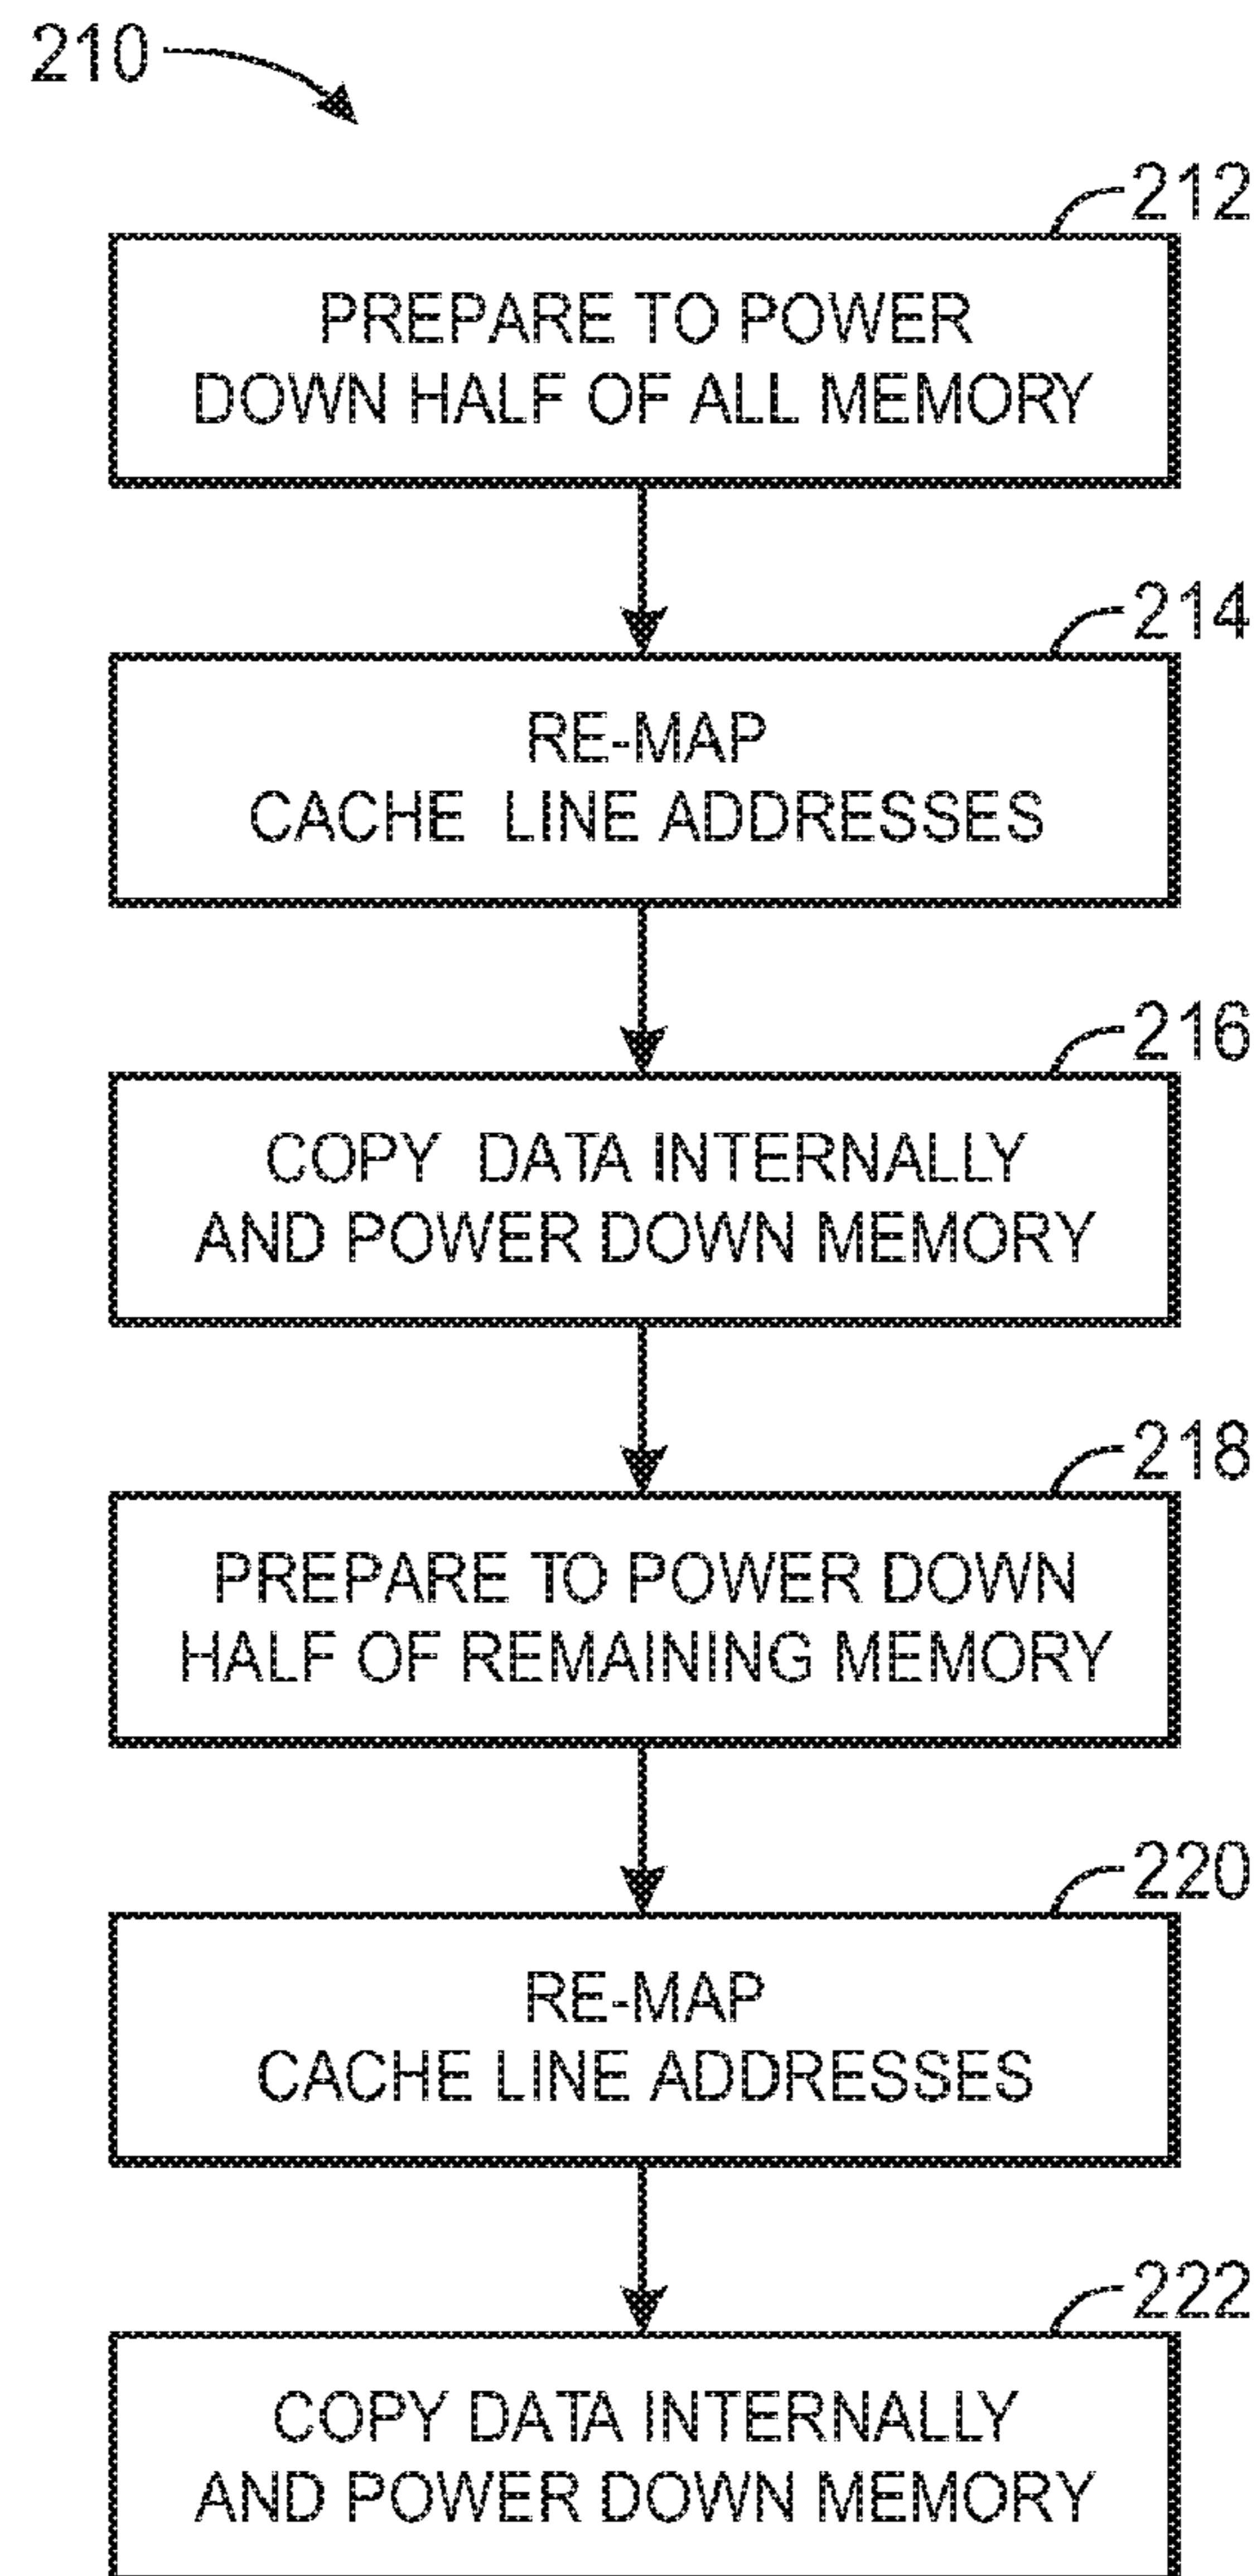 210
212
PREPARE TO POWER
DOWN HALF OF ALL MEMORY
214
RE-MAP
CACHE LINE ADDRESSES
216
COPY DATA INTERNALLY
AND POWER DOWN MEMORY
218
PREPARE TO POWER DOWN
HALF OF REMAINING MEMORY
220
RE-MAP
CACHE LINE ADDRESSES
222
COPY DATA INTERNALLY
AND POWER DOWN MEMORY